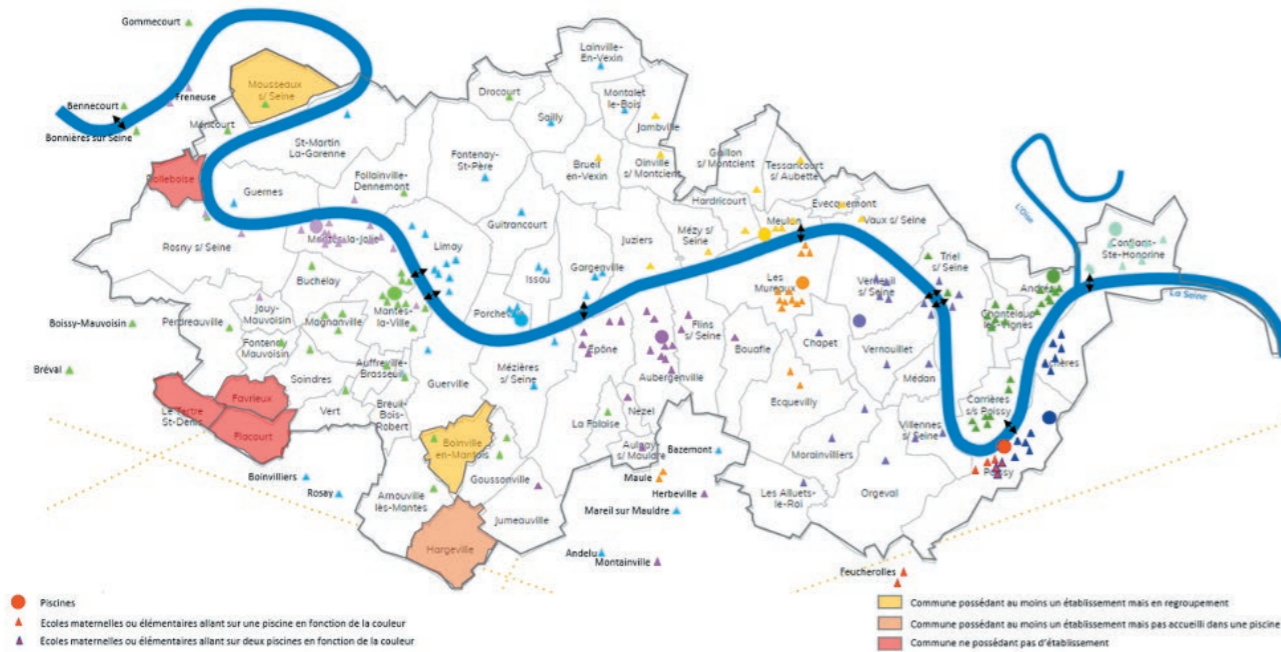 Gommecourt
Lainville-
En-Vexin
Mousseaux
s/ Seine
Drocourt
Montalet
le-Bois
Sailly
Jambville
Freneuse
Bennecourt
Méricourt
Bonnières sur Seine
St-Martin
La-Garenne
Fontenay-
St-Père
Brueil
en-Vexin
Oinville
s/ Montcient
Gaillon
s/ Montcient
Tessancourt
s/ Aubette
Rolleboise
Guernes
Follainville-
Dennemont
Hardricourt
Evecquemont
L'Oise
Guitrancourt
Meulan
Vaux s/ Seine
Conflans-
Ste-Honorine
Rosny s/ Seine
Mantes-la-Jolie
Limay
Juziers
Mézy s/
Seine
Triel
s/ Seine
Issou
Gargenville
Les
Mureaux
Verneuil
s/ Seine
Andrésy
La Seine
Buchelay
Mantes-
la-Ville
Porcheville
Chanteloup
les-Vignes
Boissy-Mauvoisin
Perdreauville
Jouy-
Mauvoisin
Magnanville
Flins
s/ Seine
Bouafle
Chapet
Vernouillet
Achères
Fontenay
Mauvoisin
Épône
Aubergenville
Médan
Bréval
Soindres
Auffreville-
Brasseuil
Guerville
Mézières
s/ Seine
Ecquevilly
Carrières
s/s Poissy
Favrieux
Le Tertre
St-Denis
Flacourt
Vert
Breuil-
Bois-
Robert
Nézel
La Falaise
Villennes
s/ Seine
Boinville
en-Mantois
Aulnay
s/ Mauldre
Bazemont
Morainvilliers
Poissy
Boinvilliers
Goussonville
Maule
Herbeville
Les Alluets-
le-Roi
Orgeval
Rosay
Arnouville
lès-Mantes
Jumeauville
Mareil sur Mauldre
Hargeville
Andelu
Montainville
Feucherolles
Piscines
Ecoles maternelles ou élémentaires allant sur une piscine en fonction de la couleur
Ecoles maternelles ou élémentaires allant sur deux piscines en fonction de la couleur
Commune possédant au moins un établissement mais en regroupement
Commune possédant au moins un établissement mais pas accueilli dans une piscine
Commune ne possédant pas d'établissement